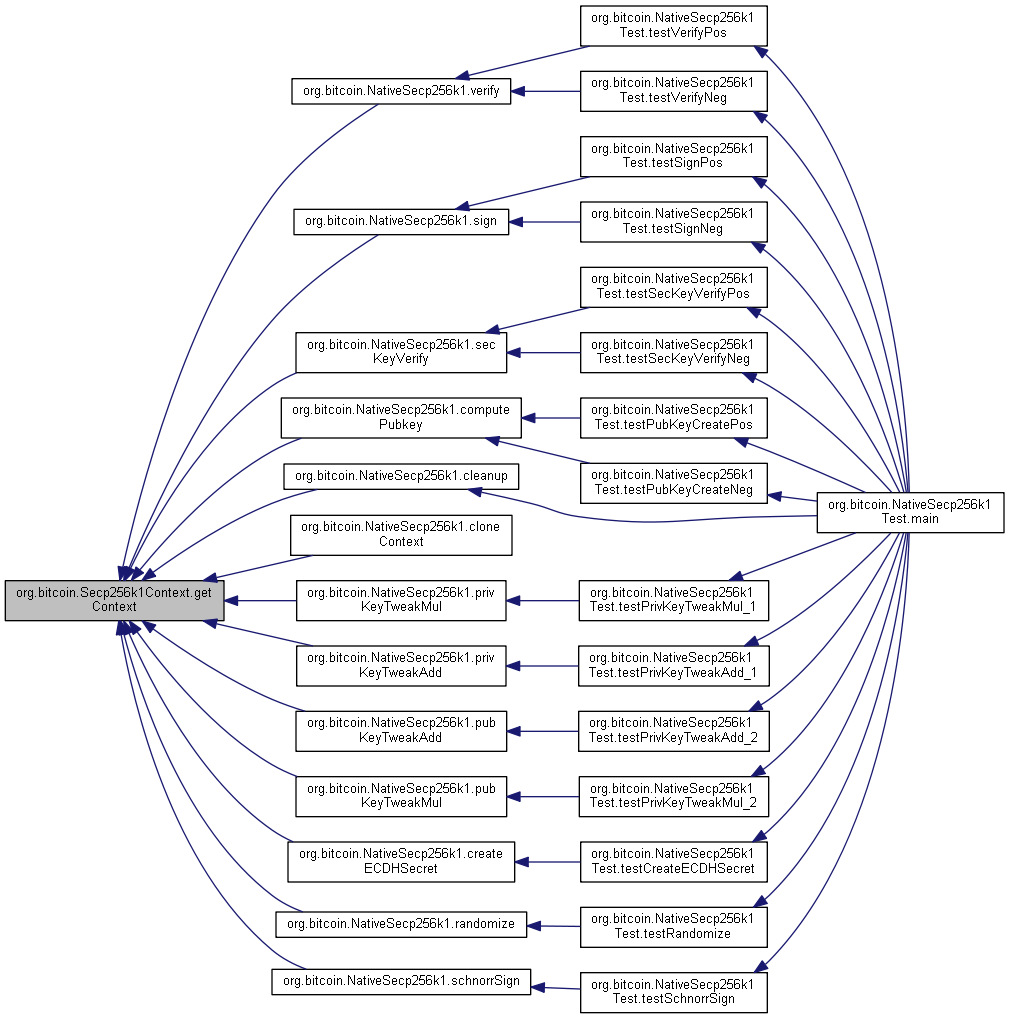 org.bitcoin.NativeSecp256k1
Test.testVerifyPos
org.bitcoin.NativeSecp256k1.verify
org.bitcoin.NativeSecp256k1
Test.testVerifyNeg
org.bitcoin.NativeSecp256k1
Test.testSignPos
org.bitcoin.NativeSecp256k1.sign
org.bitcoin.NativeSecp256k1
Test.testSignNeg
org.bitcoin.NativeSecp256k1
Test.testSecKeyVerifyPos
org.bitcoin.NativeSecp256k1.sec
KeyVerify
org.bitcoin.NativeSecp256k1
Test.testSecKeyVerifyNeg
org.bitcoin.NativeSecp256k1.compute
Pubkey
org.bitcoin.NativeSecp256k1
Test.testPubKeyCreatePos
org.bitcoin.NativeSecp256k1.cleanup
org.bitcoin.NativeSecp256k1
Test.testPubKeyCreateNeg
org.bitcoin.NativeSecp256k1
Test.main
org.bitcoin.NativeSecp256k1.clone
Context
org.bitcoin.Secp256k1Context.get
Context
org.bitcoin.NativeSecp256k1.priv
KeyTweakMul
org.bitcoin.NativeSecp256k1
Test.testPrivKeyTweakMul_1
org.bitcoin.NativeSecp256k1.priv
KeyTweakAdd
org.bitcoin.NativeSecp256k1
Test.testPrivKeyTweakAdd_1
org.bitcoin.NativeSecp256k1.pub
KeyTweakAdd
org.bitcoin.NativeSecp256k1
Test.testPrivKeyTweakAdd_2
org.bitcoin.NativeSecp256k1.pub
KeyTweakMul
org.bitcoin.NativeSecp256k1
Test.testPrivKeyTweakMul_2
org.bitcoin.NativeSecp256k1.create
ECDHSecret
org.bitcoin.NativeSecp256k1
Test.testCreateECDHSecret
org.bitcoin.NativeSecp256k1.randomize
org.bitcoin.NativeSecp256k1
Test.testRandomize
org.bitcoin.NativeSecp256k1.schnorrSign
org.bitcoin.NativeSecp256k1
Test.testSchnorrSign